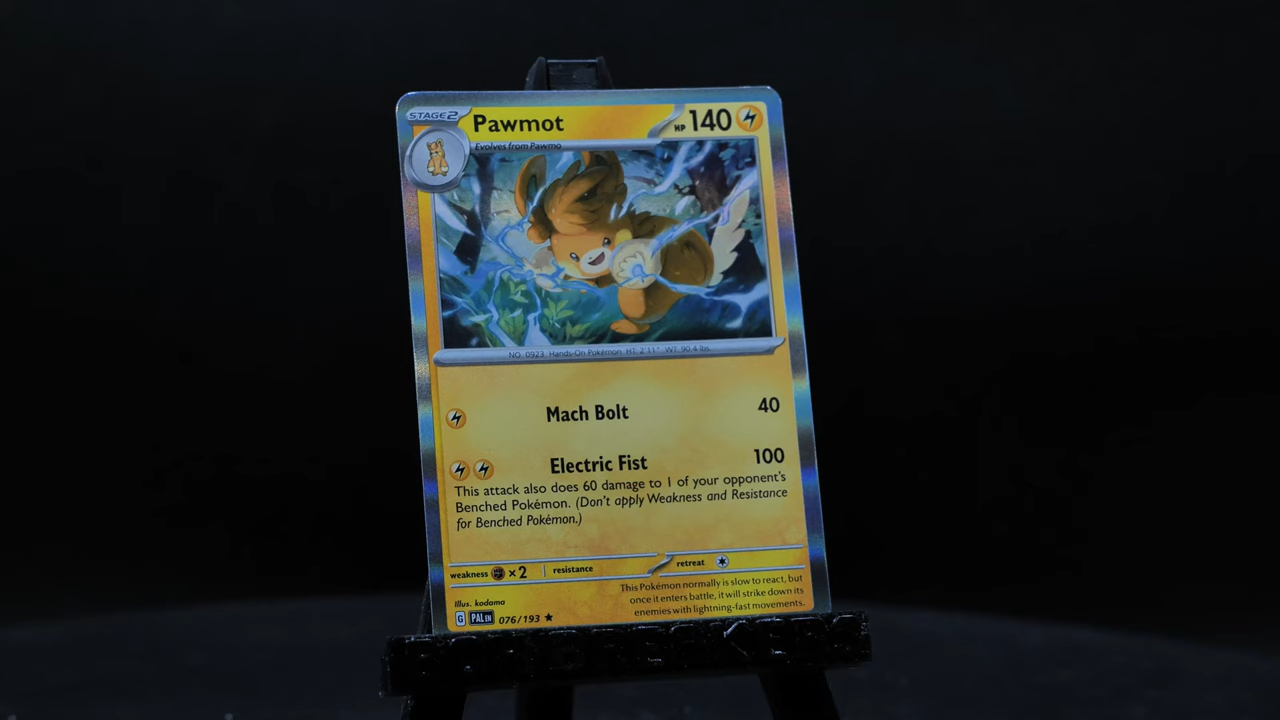 STAGE2 Pawmot HP 140
Evolves from Pawmo
NO. 0923 Hands-On Pokémon HT: 2'11" WT: 90.4 lbs.
Mach Bolt 40
Electric Fist 100
This attack also does 60 damage to 1 of your opponent's
Benched Pokémon. (Don't apply Weakness and Resistance
for Benched Pokémon.)
weakness ×2 resistance retreat
This Pokémon normally is slow to react, but
once it enters battle, it will strike down its
enemies with lightning-fast movements.
Illus. kodama
G PAL EN 076/193